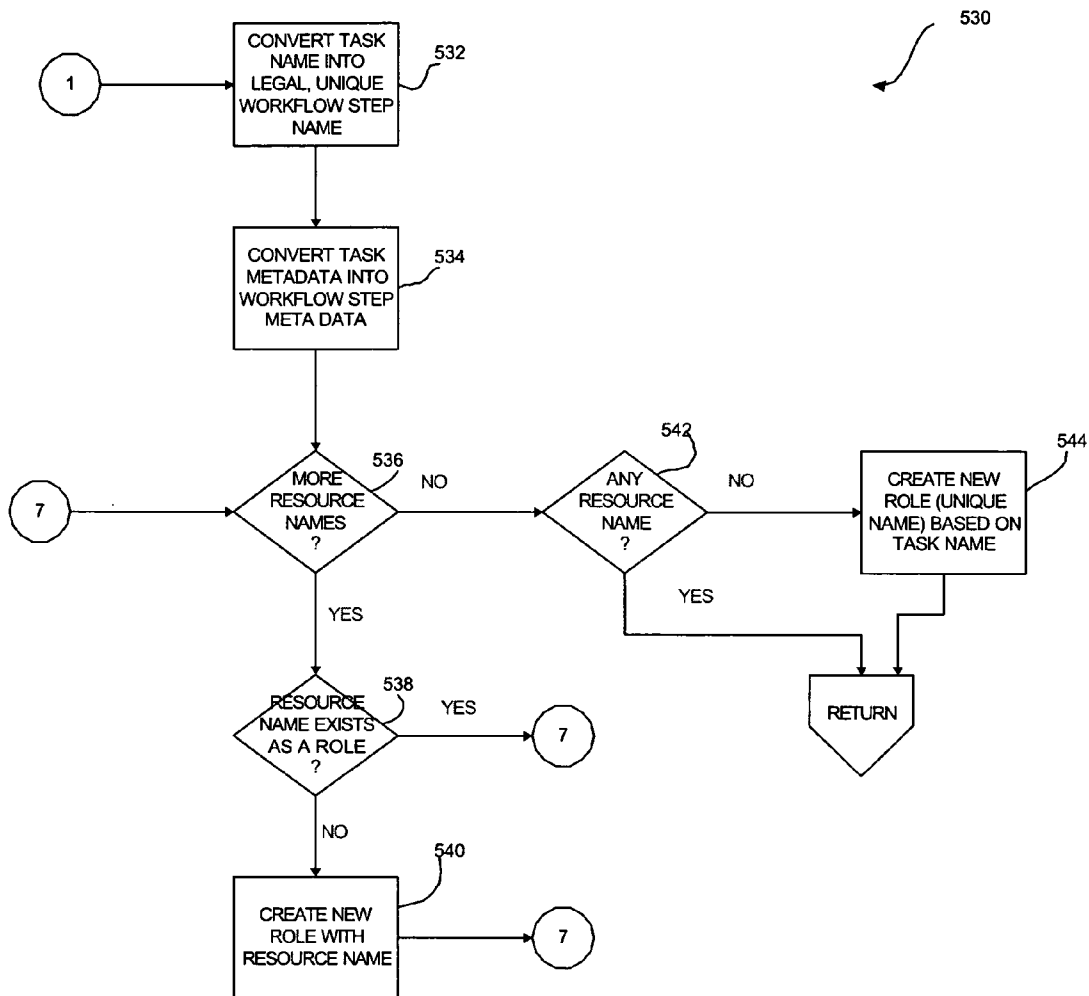 530
CONVERT TASK
NAME INTO
LEGAL, UNIQUE
WORKFLOW STEP
NAME
532
1
CONVERT TASK
METADATA INTO
WORKFLOW STEP
META DATA
534
7
MORE
RESOURCE
NAMES
?
536
NO
ANY
RESOURCE
NAME
?
542
NO
CREATE NEW
ROLE (UNIQUE
NAME) BASED ON
TASK NAME
544
YES
YES
RESOURCE
NAME EXISTS
AS A ROLE
?
538
YES
7
RETURN
NO
CREATE NEW
ROLE WITH
RESOURCE NAME
540
7